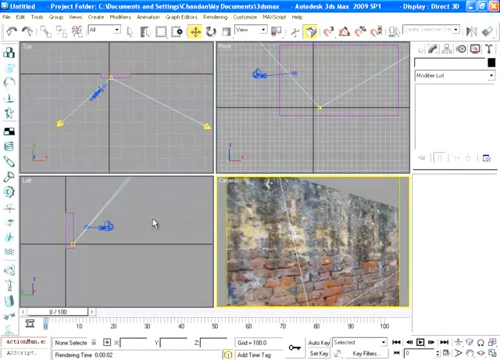 Untitled - Project Folder: C:\Documents and Settings\Chandan\My Documents\3dsmax - Autodesk 3ds Max 2009 SP1 - Display : Direct 3D
File Edit Tools Group Views Create Modifiers Animation Graph Editors Rendering Customize MAXScript Help
All View
Top
Front
Modifier List
Left
0 / 100
0 10 20 30 40 50 60 70 80 90 100
None Selecte X: Y: Z: Grid = 100.0 Auto Key Selected
AXScript. Rendering Time 0:00:02 Add Time Tag Set Key Key Filters...